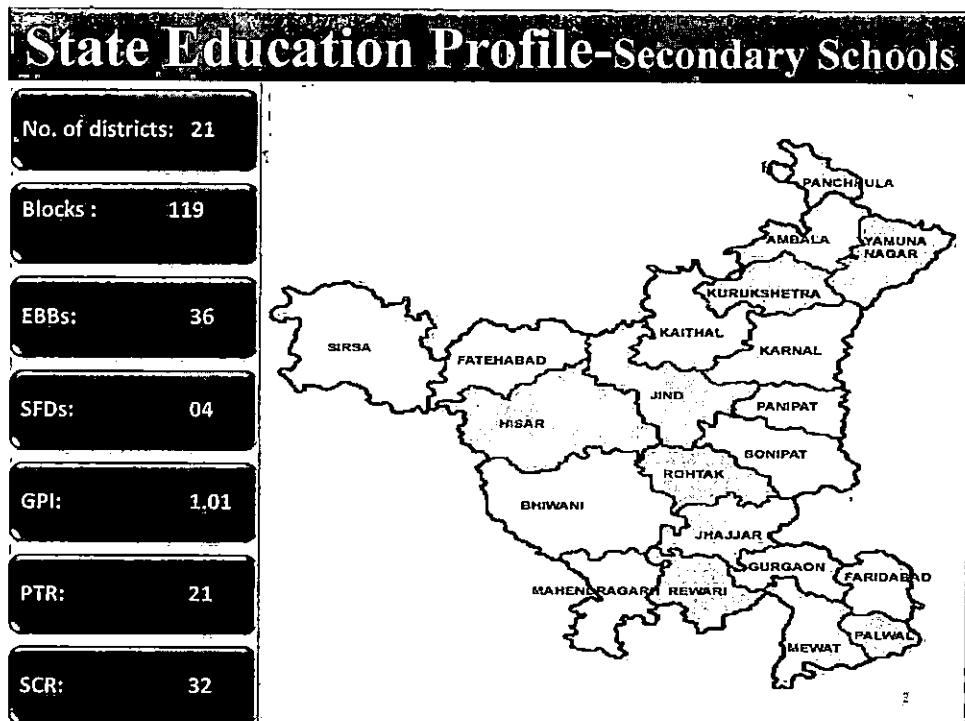 State Education Profile-Secondary Schools
No. of districts: 21
Blocks : 119
EBBs: 36
SFDs: 04
GPI: 1.01
PTR: 21
SCR: 32
PANCHKULA
AMBALA
YAMUNA
NAGAR
KURUKSHETRA
KAITHAL
KARNAL
SIRSA
FATEHABAD
JIND
PANIPAT
HISAR
SONIPAT
ROHTAK
BHIWANI
JHAJJAR
GURGAON
FARIDABAD
MAHENDRAGARH
REWARI
PALWAL
MEWAT